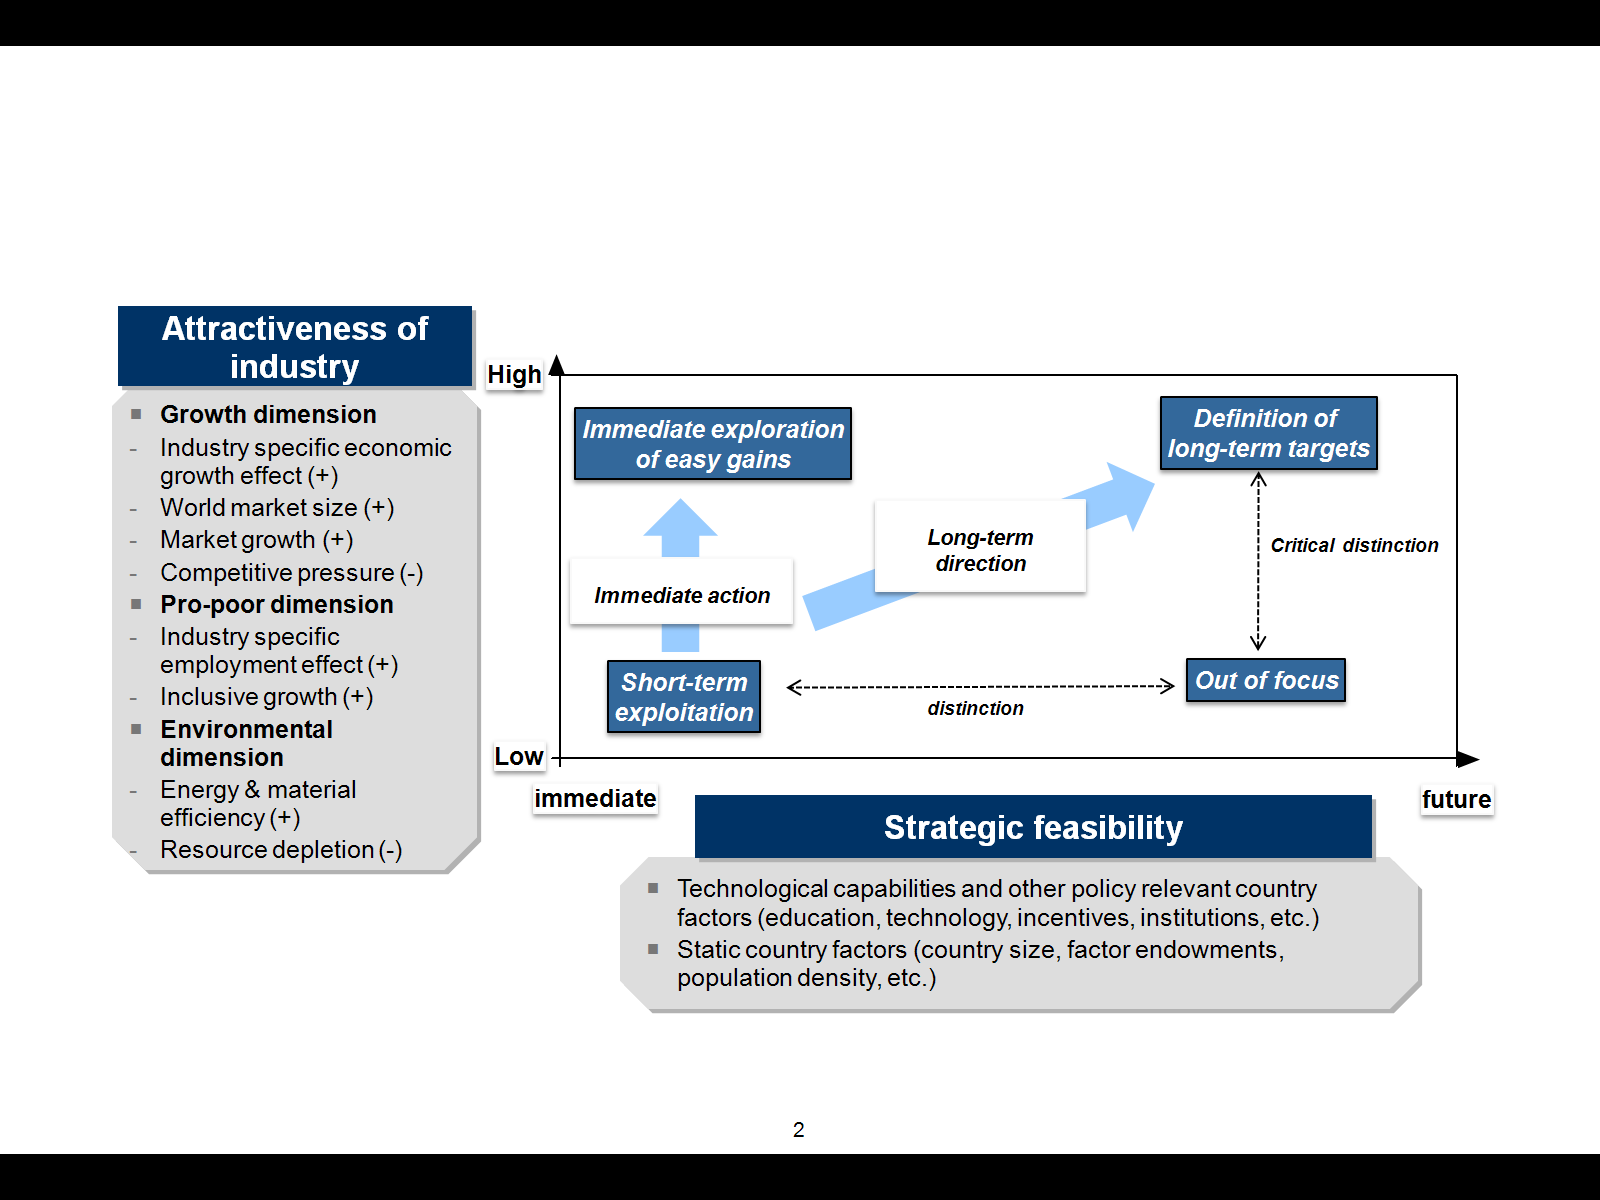 Attractiveness of
industry
■ Growth dimension
- Industry specific economic
growth effect (+)
- World market size (+)
- Market growth (+)
- Competitive pressure (-)
■ Pro-poor dimension
- Industry specific
employment effect (+)
- Inclusive growth (+)
■ Environmental
dimension
- Energy & material
efficiency (+)
- Resource depletion (-)
High
Immediate exploration
of easy gains
Definition of
long-term targets
Long-term
direction
Critical distinction
Immediate action
Short-term
exploitation
distinction
Out of focus
Low
immediate
future
Strategic feasibility
■ Technological capabilities and other policy relevant country
factors (education, technology, incentives, institutions, etc.)
■ Static country factors (country size, factor endowments,
population density, etc.)
2